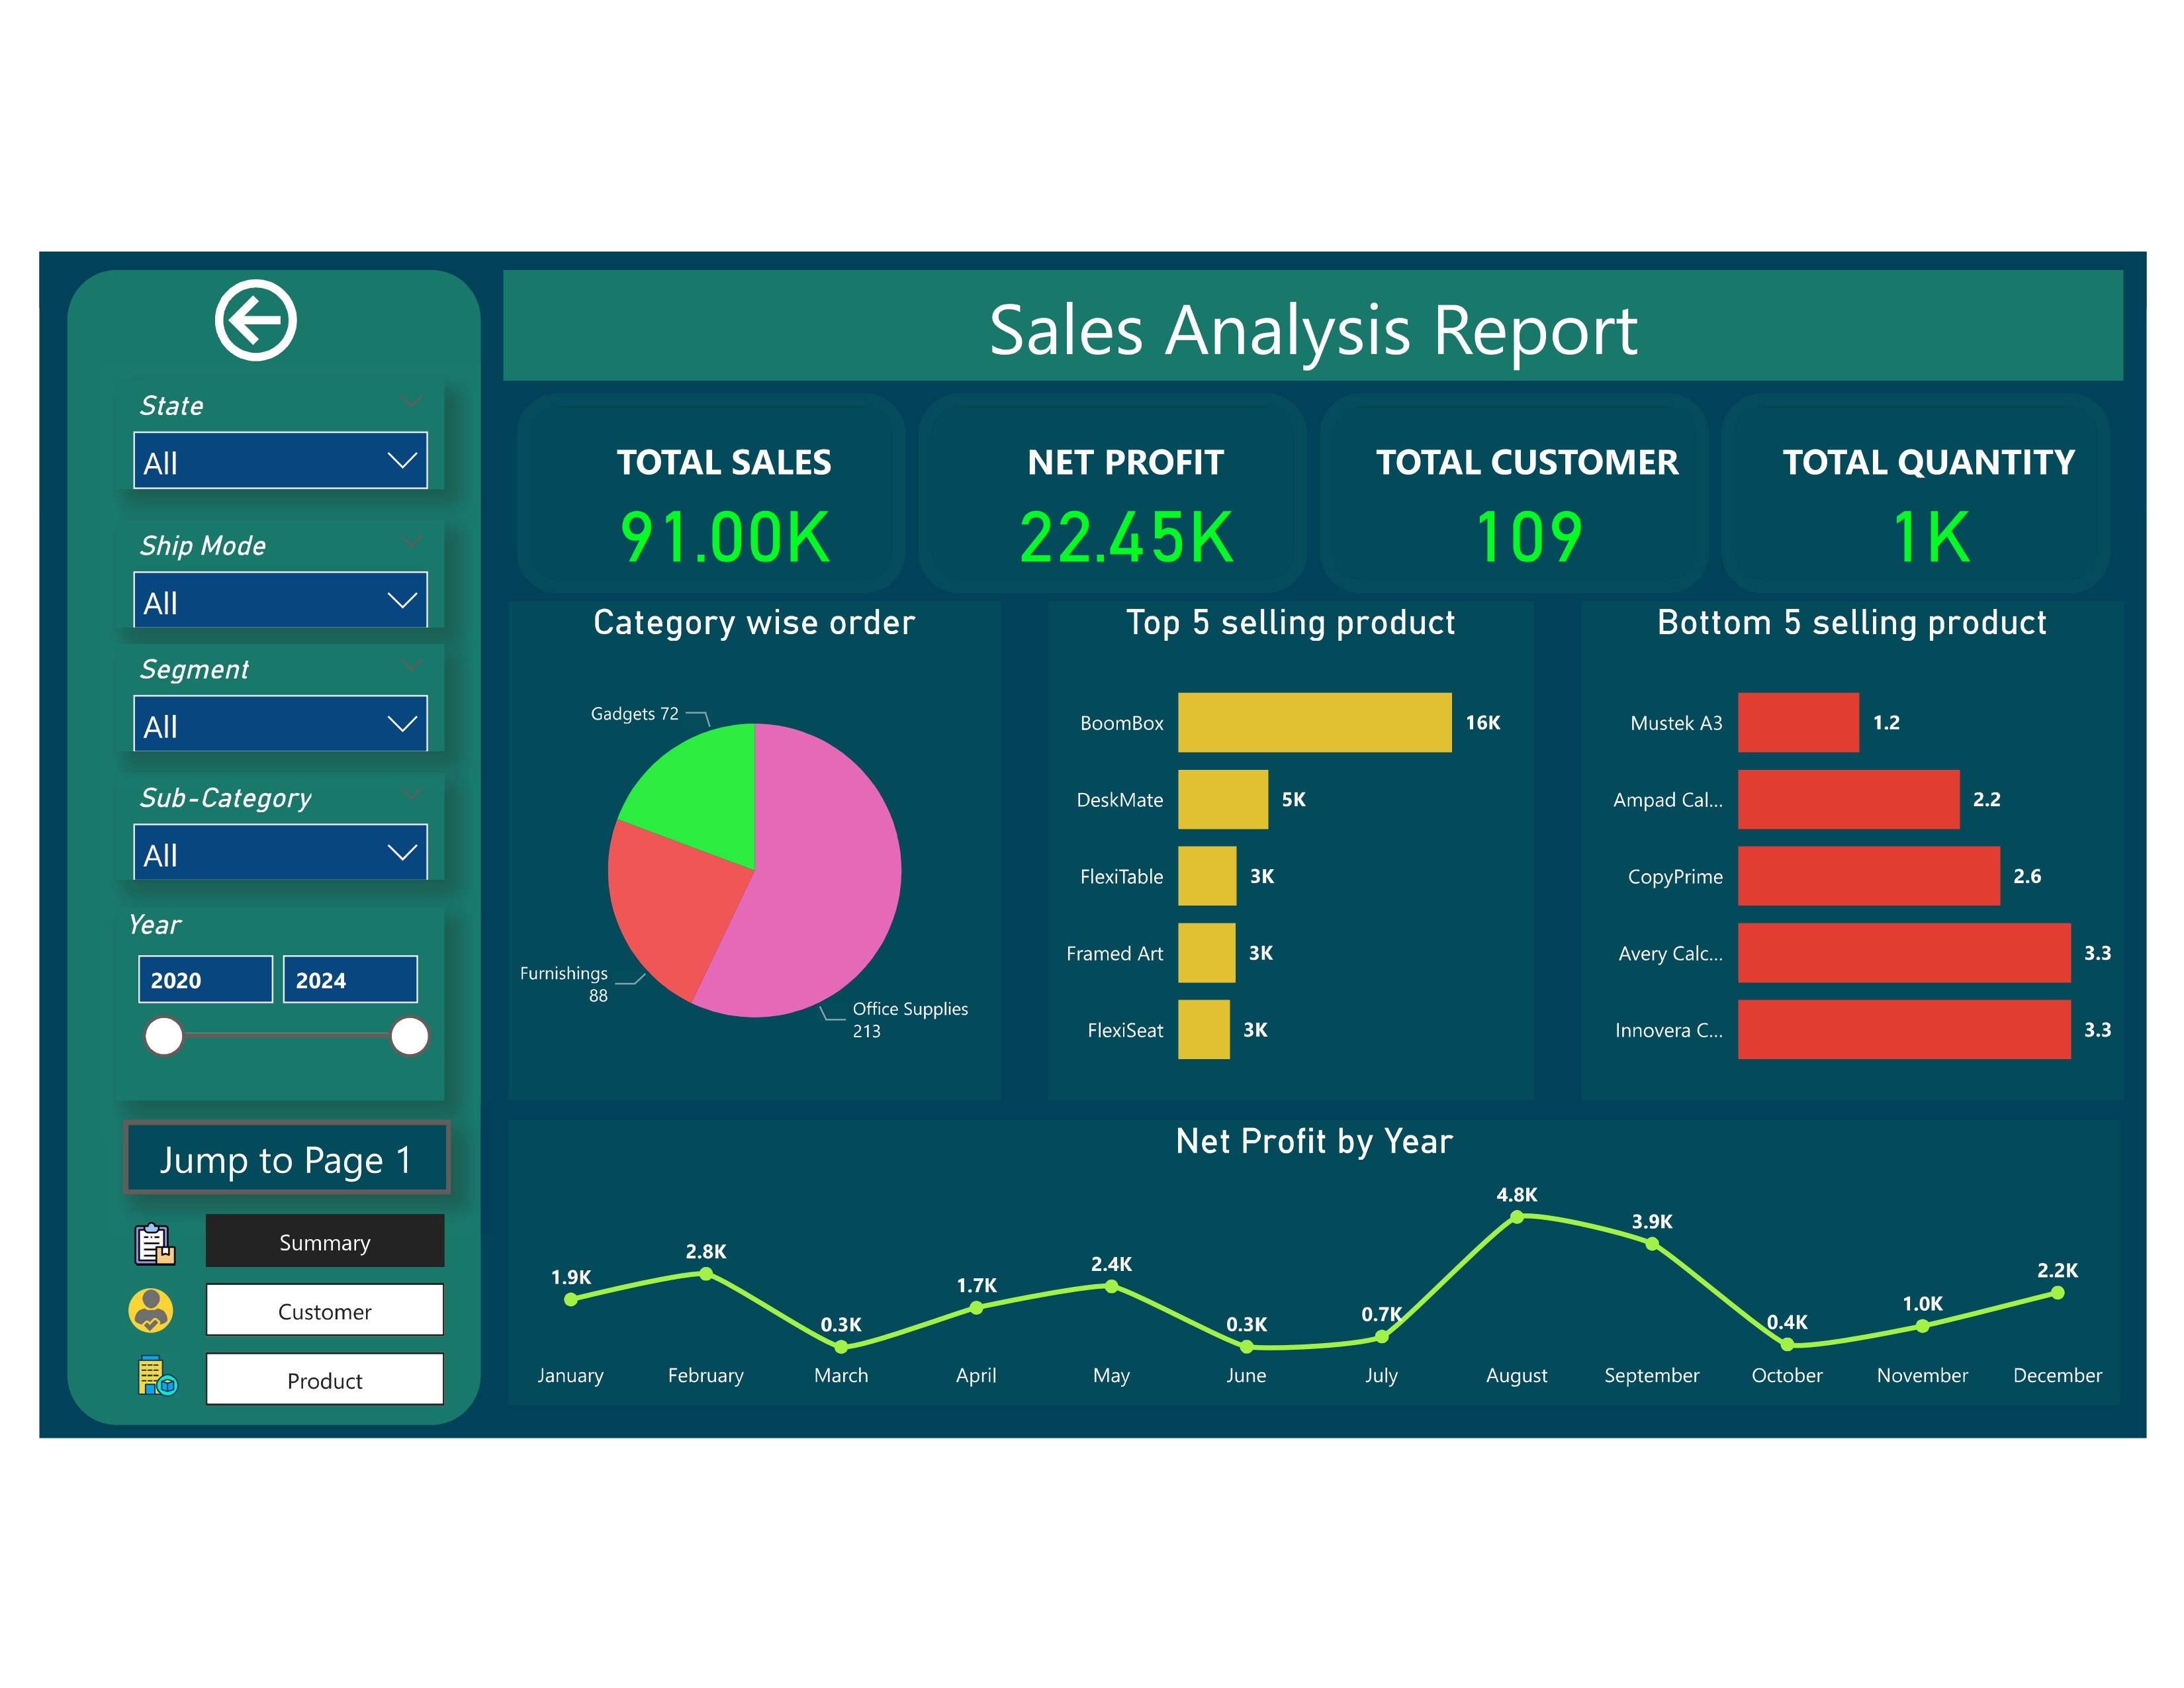 Sales Analysis Report
State
All
Ship Mode
All
Segment
All
Sub-Category
All
Year
2020 2024
Jump to Page 1
Summary
Customer
Product
TOTAL SALES
91.00K
NET PROFIT
22.45K
TOTAL CUSTOMER
109
TOTAL QUANTITY
1K
Category wise order
Gadgets 72
Furnishings
88
Office Supplies
213
Top 5 selling product
BoomBox 16K
DeskMate 5K
FlexiTable 3K
Framed Art 3K
FlexiSeat 3K
Bottom 5 selling product
Mustek A3 1.2
Ampad Cal... 2.2
CopyPrime 2.6
Avery Calc... 3.3
Innovera C... 3.3
Net Profit by Year
1.9K 2.8K 0.3K 1.7K 2.4K 0.3K 0.7K 4.8K 3.9K 0.4K 1.0K 2.2K
January February March April May June July August September October November December